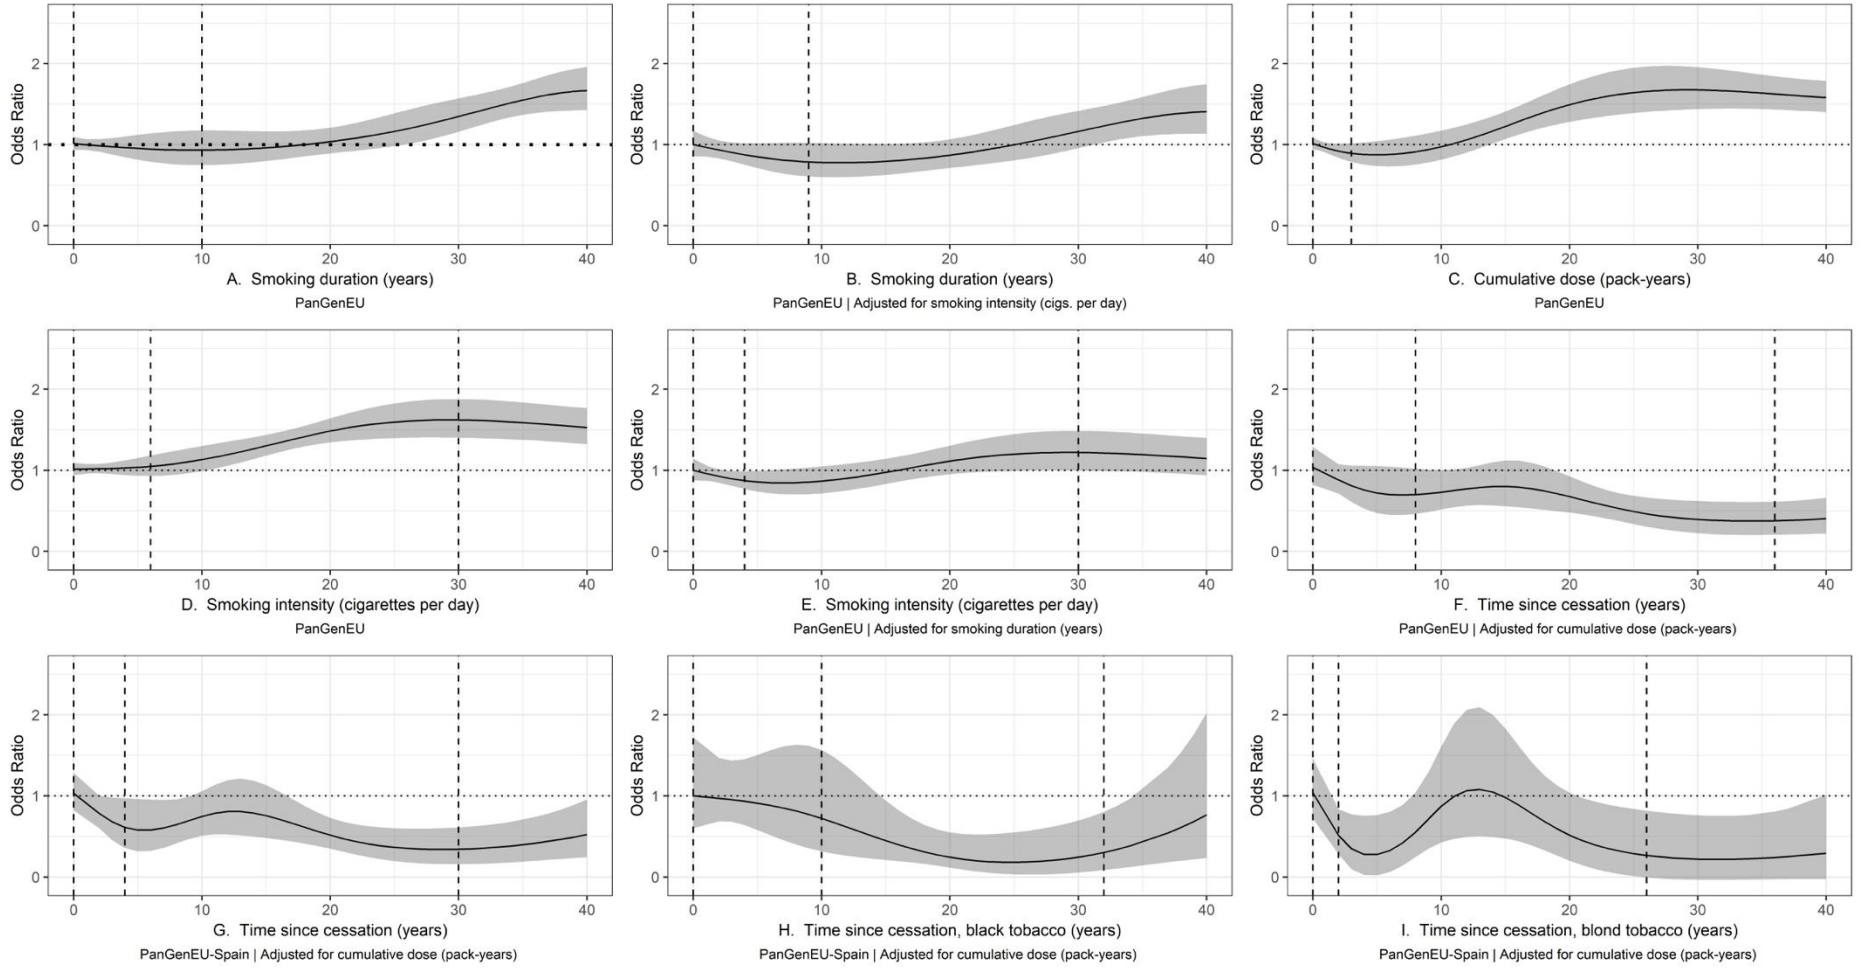 Odds Ratio
2
1
0
0
10
20
30
40
A.  Smoking duration (years)
PanGenEU
Odds Ratio
2
1
0
0
10
20
30
40
B.  Smoking duration (years)
PanGenEU | Adjusted for smoking intensity (cigs. per day)
Odds Ratio
2
1
0
0
10
20
30
40
C.  Cumulative dose (pack-years)
PanGenEU
Odds Ratio
2
1
0
0
10
20
30
40
D.  Smoking intensity (cigarettes per day)
PanGenEU
Odds Ratio
2
1
0
0
10
20
30
40
E.  Smoking intensity (cigarettes per day)
PanGenEU | Adjusted for smoking duration (years)
Odds Ratio
2
1
0
0
10
20
30
40
F.  Time since cessation (years)
PanGenEU | Adjusted for cumulative dose (pack-years)
Odds Ratio
2
1
0
0
10
20
30
40
G.  Time since cessation (years)
PanGenEU-Spain | Adjusted for cumulative dose (pack-years)
Odds Ratio
2
1
0
0
10
20
30
40
H.  Time since cessation, black tobacco (years)
PanGenEU-Spain | Adjusted for cumulative dose (pack-years)
Odds Ratio
2
1
0
0
10
20
30
40
I.  Time since cessation, blond tobacco (years)
PanGenEU-Spain | Adjusted for cumulative dose (pack-years)